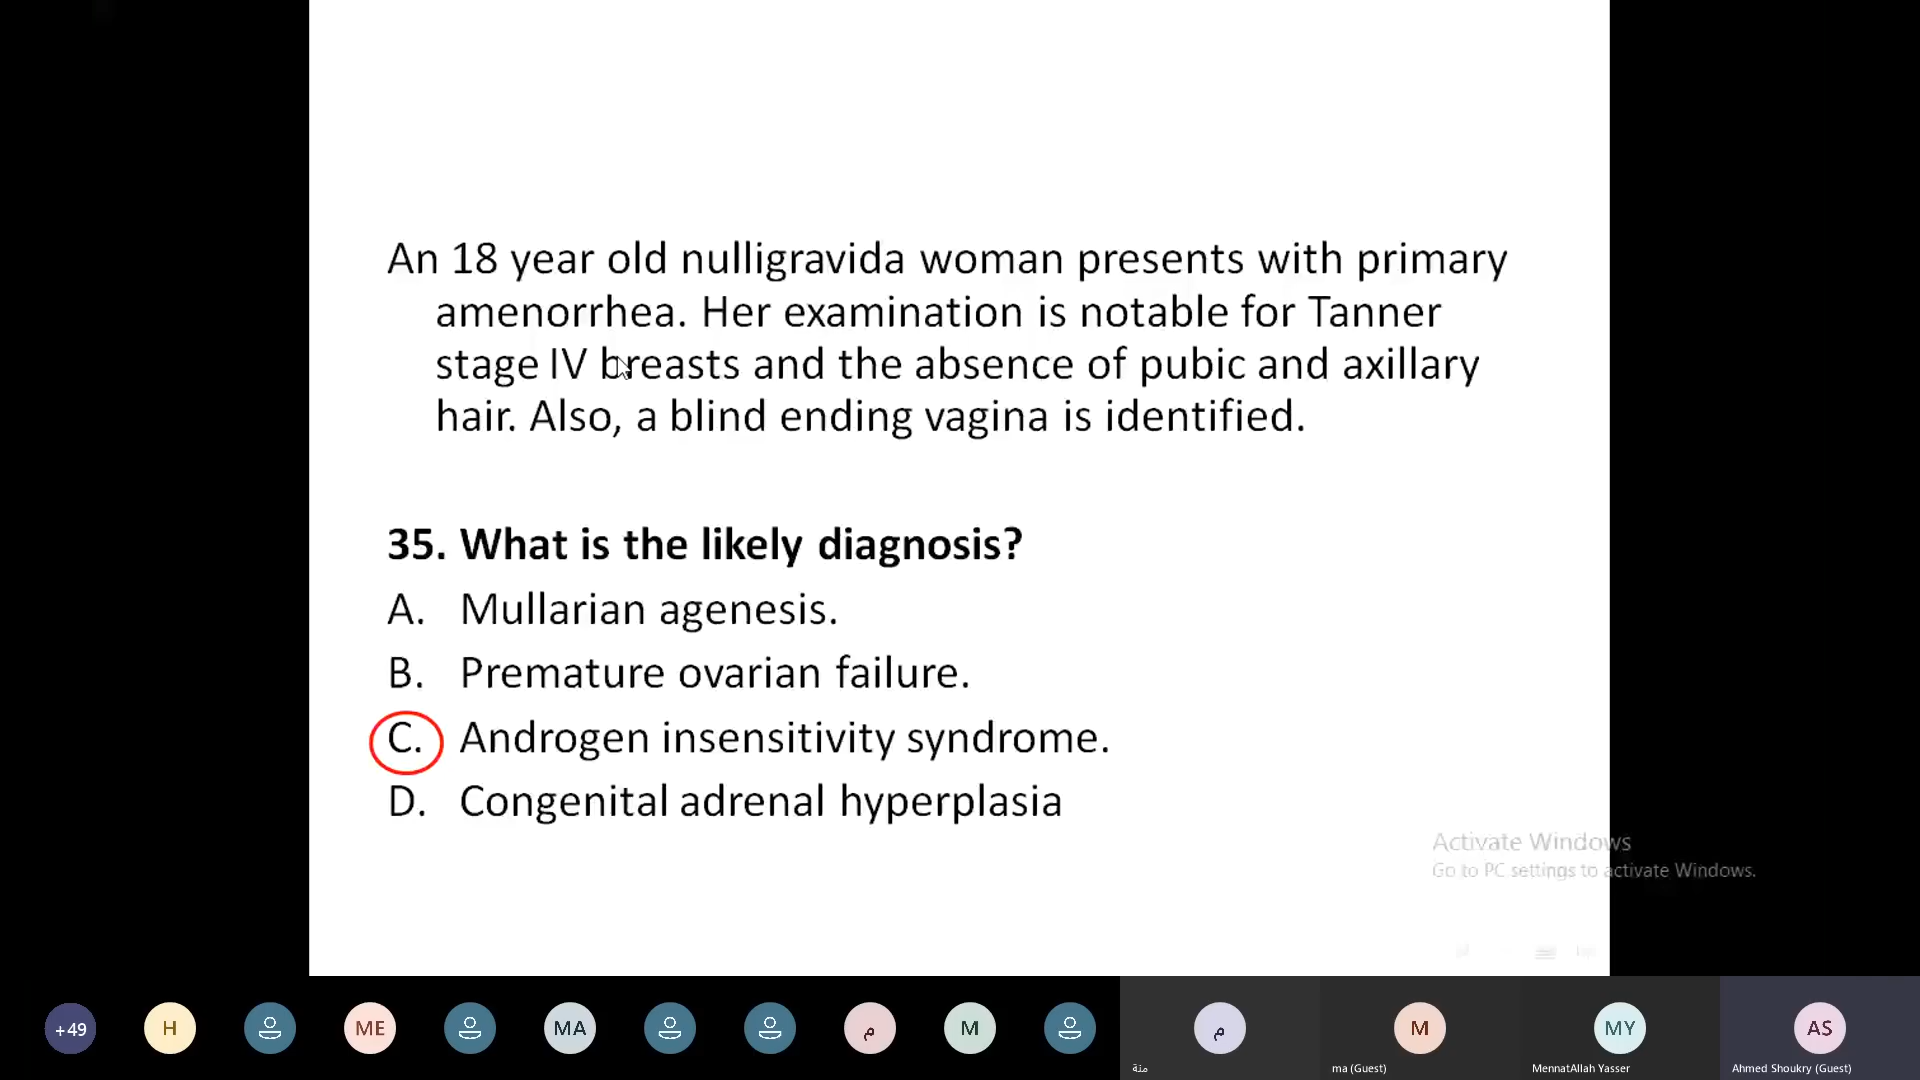 An 18 year old nulligravida woman presents with primary
amenorrhea. Her examination is notable for Tanner
stage IV breasts and the absence of pubic and axillary
hair. Also, a blind ending vagina is identified.
35. What is the likely diagnosis?
A. Mullarian agenesis.
B. Premature ovarian failure.
C. Androgen insensitivity syndrome.
D. Congenital adrenal hyperplasia
Activate Windows
Go to PC settings to activate Windows.
+49 H ME MA م M م M MY AS
منة ma (Guest) MennatAllah Yasser Ahmed Shoukry (Guest)